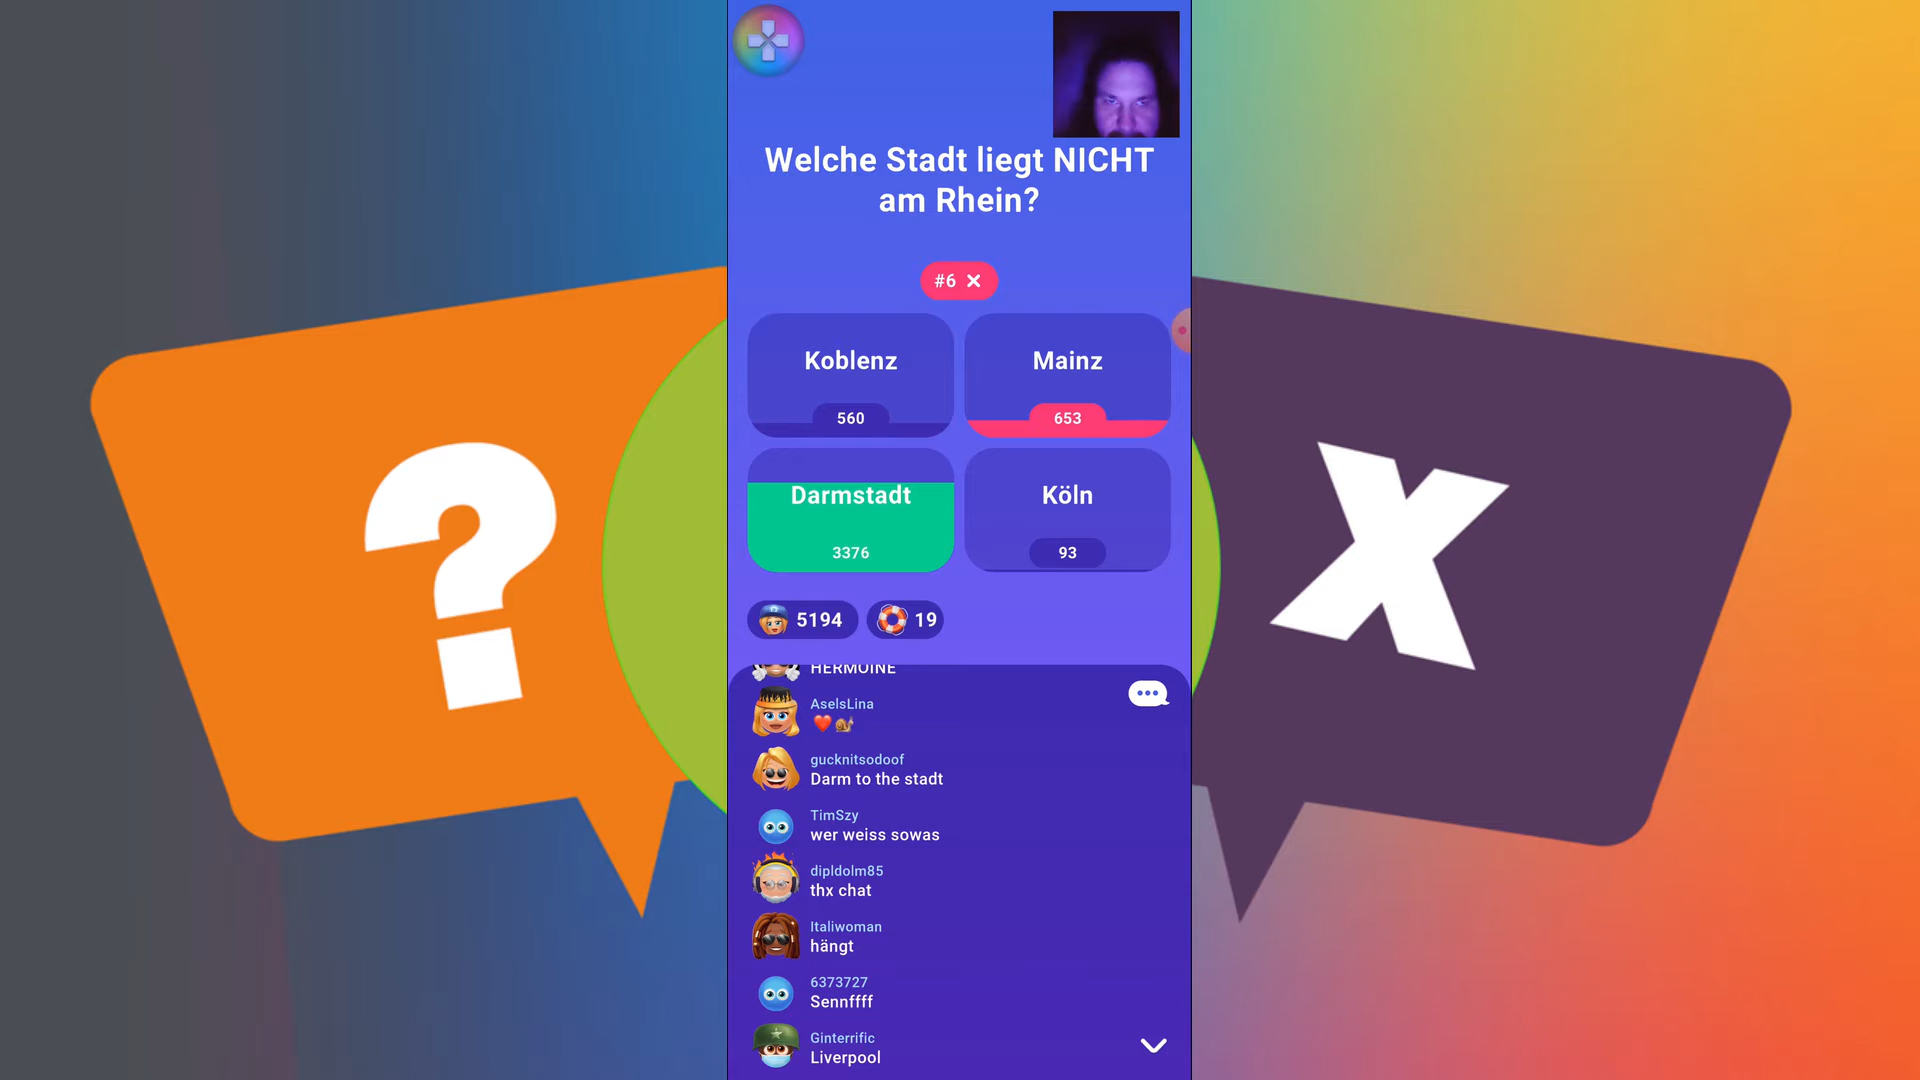 Welche Stadt liegt NICHT
am Rhein?
#6
Koblenz
560
Mainz
653
Darmstadt
3376
Köln
93
5194
19
HERMOINE
AselsLina
❤️🐌
gucknitsodoof
Darm to the stadt
TimSzy
wer weiss sowas
dipldolm85
thx chat
Italiwoman
hängt
6373727
Sennffff
Ginterrific
Liverpool
?
X